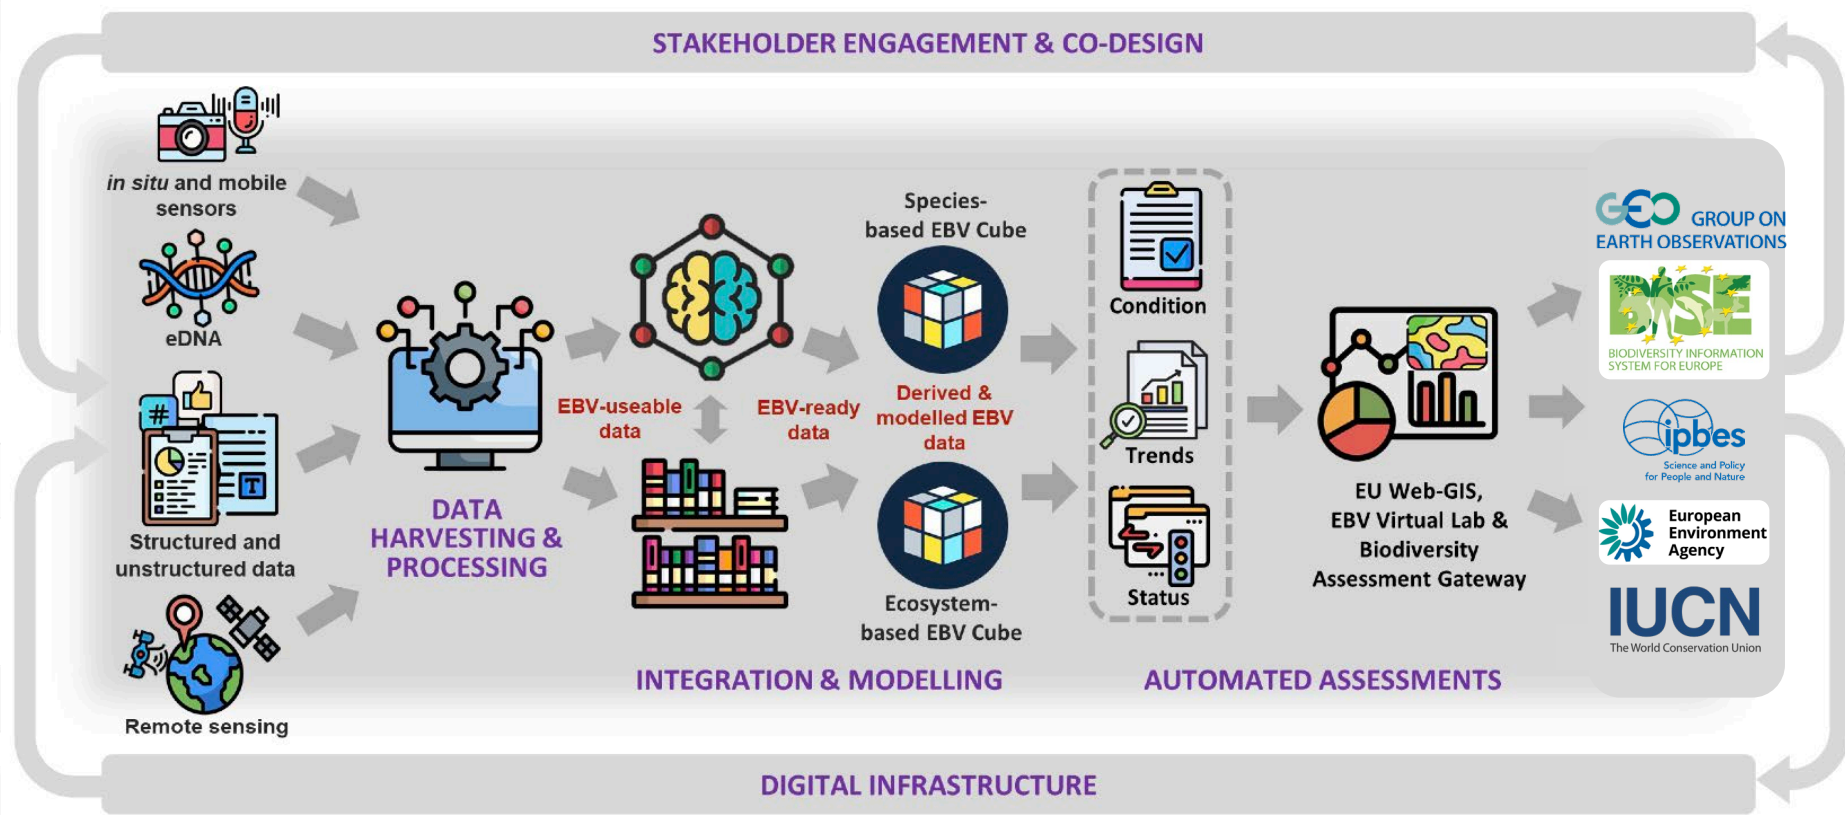 STAKEHOLDER ENGAGEMENT & CO-DESIGN
in situ and mobile
sensors
eDNA
#
T
Structured and
unstructured data
Remote sensing
DATA
HARVESTING &
PROCESSING
EBV-useable
data
EBV-ready
data
Species-
based EBV Cube
Derived &
modelled EBV
data
Ecosystem-
based EBV Cube
INTEGRATION & MODELLING
Condition
Trends
Status
EU Web-GIS,
EBV Virtual Lab &
Biodiversity
Assessment Gateway
AUTOMATED ASSESSMENTS
GEO GROUP ON
EARTH OBSERVATIONS
BISE
BIODIVERSITY INFORMATION
SYSTEM FOR EUROPE
ipbes
Science and Policy
for People and Nature
European
Environment
Agency
IUCN
The World Conservation Union
DIGITAL INFRASTRUCTURE